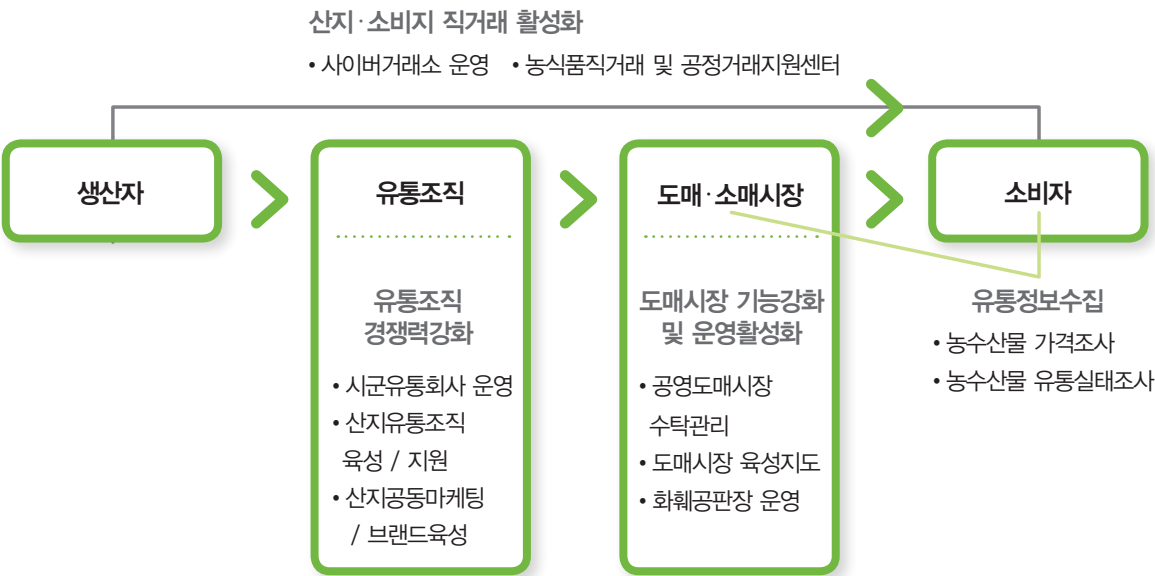 산지·소비지 직거래 활성화
• 사이버거래소 운영 • 농식품직거래 및 공정거래지원센터
생산자
유통조직
도매·소매시장
소비자
유통조직
경쟁력강화
• 시군유통회사 운영
• 산지유통조직
육성 / 지원
• 산지공동마케팅
/ 브랜드육성
도매시장 기능강화
및 운영활성화
• 공영도매시장
수탁관리
• 도매시장 육성지도
• 화훼공판장 운영
유통정보수집
• 농수산물 가격조사
• 농수산물 유통실태조사